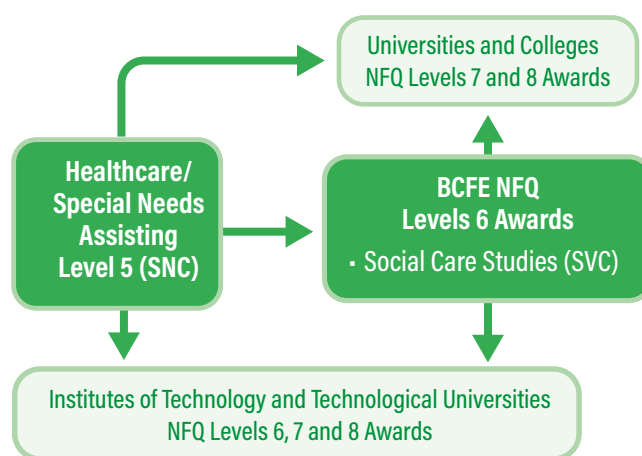 Universities and Colleges
NFQ Levels 7 and 8 Awards
Healthcare/
Special Needs
Assisting
Level 5 (SNC)
BCFE NFQ
Levels 6 Awards
· Social Care Studies (SVC)
Institutes of Technology and Technological Universities
NFQ Levels 6, 7 and 8 Awards